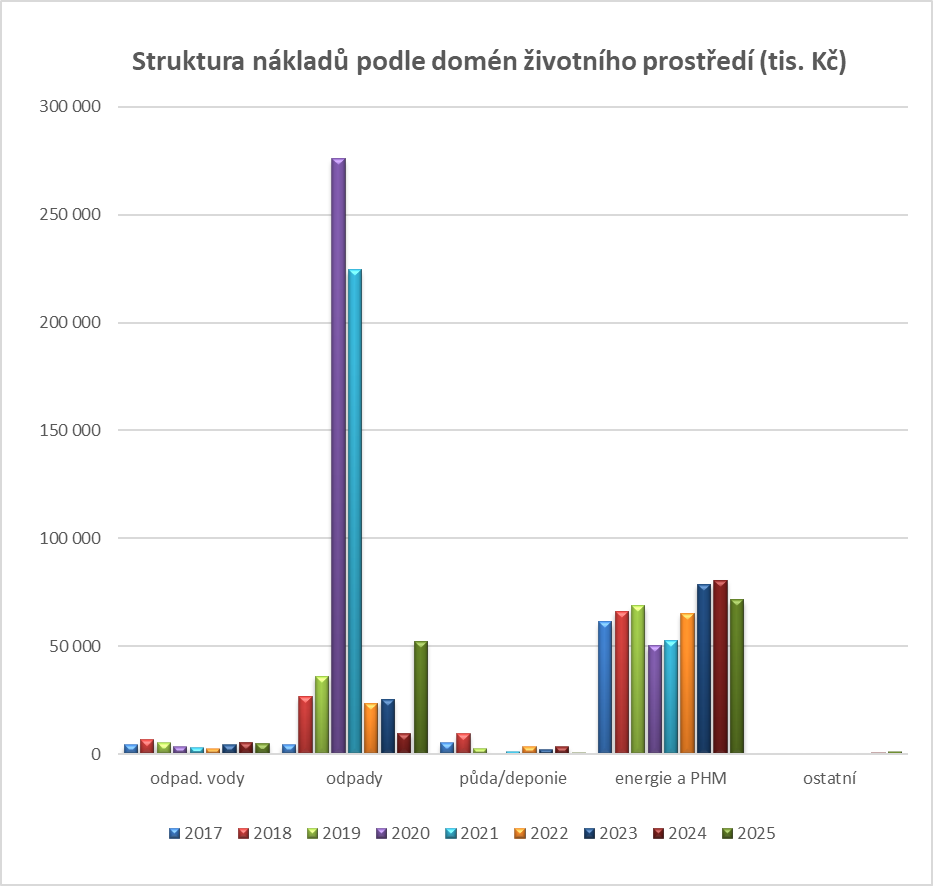 Struktura nákladů podle domén životního prostředí (tis. Kč)
300 000
250 000
200 000
150 000
100 000
50 000
0
odpad. vody odpady půda/deponie energie a PHM ostatní
2017 2018 2019 2020 2021 2022 2023 2024 2025